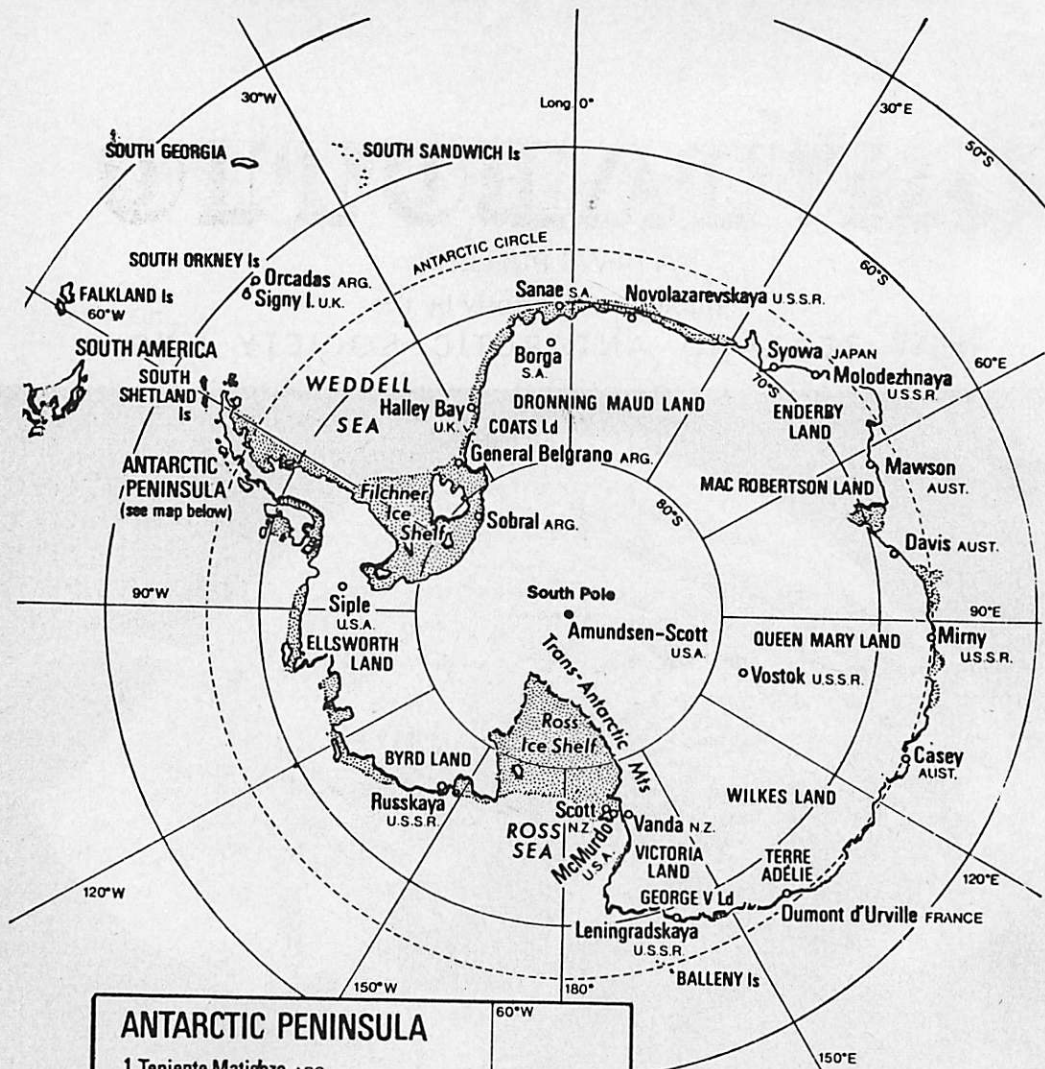 30°W
Long. 0°
30°E
50°S
SOUTH GEORGIA
SOUTH SANDWICH Is
ANTARCTIC CIRCLE
60°S
SOUTH ORKNEY Is
Orcadas ARG.
Signy I. U.K.
FALKLAND Is
60°W
Sanae S.A.
Novolazarevskaya U.S.S.R.
SOUTH AMERICA
SOUTH
SHETLAND
Is
WEDDELL
SEA
Borga
S.A.
Syowa JAPAN
60°E
70°S
Molodezhnaya
U.S.S.R.
Halley Bay
U.K.
DRONNING MAUD LAND
COATS Ld
ENDERBY
LAND
General Belgrano ARG.
ANTARCTIC
PENINSULA
(see map below)
Filchner
Ice
Shelf
MAC ROBERTSON LAND
Mawson
AUST.
80°S
Sobral ARG.
Davis AUST.
90°W
Siple
U.S.A.
ELLSWORTH
LAND
South Pole
Amundsen-Scott
U.S.A.
QUEEN MARY LAND
90°E
Mirny
U.S.S.R.
Vostok U.S.S.R.
Trans-Antarctic
Mts
Ross
Ice Shelf
BYRD LAND
Casey
AUST.
Russkaya
U.S.S.R.
WILKES LAND
Scott
N.Z.
Vanda N.Z.
ROSS
SEA
McMurdo
U.S.A.
VICTORIA
LAND
TERRE
ADÉLIE
120°W
120°E
GEORGE V Ld
Dumont d'Urville FRANCE
Leningradskaya
U.S.S.R.
BALLENY Is
150°W
180°
150°E
ANTARCTIC PENINSULA
60°W